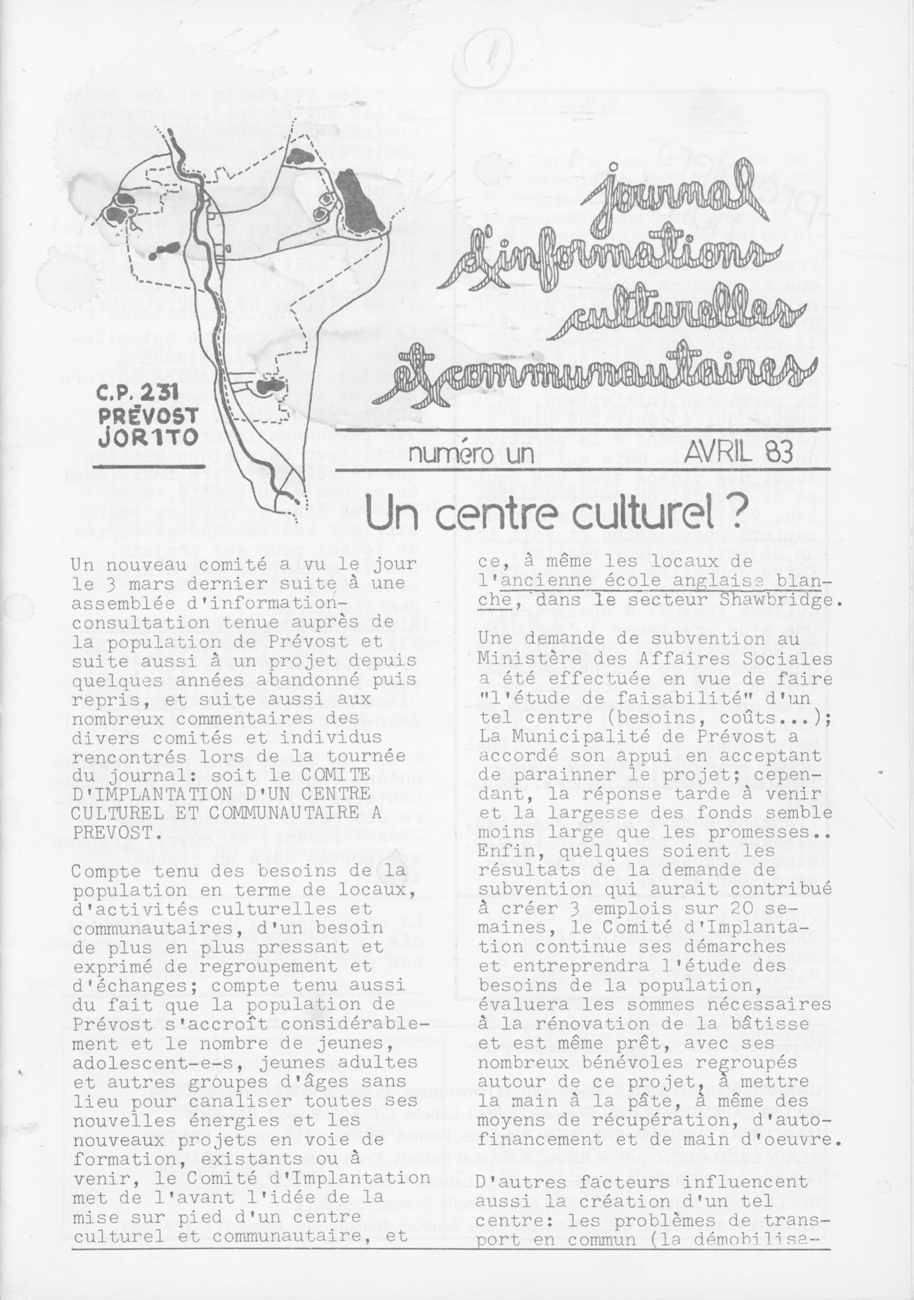 1
journal
d'informations
culturelles
et communautaires
C.P. 231
PRÉVOST
JOR1TO
numéro un AVRIL 83
Un centre culturel ?
Un nouveau comité a vu le jour
le 3 mars dernier suite à une
assemblée d'information-
consultation tenue auprès de
la population de Prévost et
suite aussi à un projet depuis
quelques années abandonné puis
repris, et suite aussi aux
nombreux commentaires des
divers comités et individus
rencontrés lors de la tournée
du journal: soit le COMITE
D'IMPLANTATION D'UN CENTRE
CULTUREL ET COMMUNAUTAIRE A
PREVOST.
Compte tenu des besoins de la
population en terme de locaux,
d'activités culturelles et
communautaires, d'un besoin
de plus en plus pressant et
exprimé de regroupement et
d'échanges; compte tenu aussi
du fait que la population de
Prévost s'accroît considérable-
ment et le nombre de jeunes,
adolescent-e-s, jeunes adultes
et autres groupes d'âges sans
lieu pour canaliser toutes ses
nouvelles énergies et les
nouveaux projets en voie de
formation, existants ou à
venir, le Comité d'Implantation
met de l'avant l'idée de la
mise sur pied d'un centre
culturel et communautaire, et
ce, à même les locaux de
l'ancienne école anglaise blan-
che, dans le secteur Shawbridge.
Une demande de subvention au
Ministère des Affaires Sociales
a été effectuée en vue de faire
"l'étude de faisabilité" d'un
tel centre (besoins, coûts...);
La Municipalité de Prévost a
accordé son appui en acceptant
de parainner le projet; cepen-
dant, la réponse tarde à venir
et la largesse des fonds semble
moins large que les promesses..
Enfin, quelques soient les
résultats de la demande de
subvention qui aurait contribué
à créer 3 emplois sur 20 se-
maines, le Comité d'Implanta-
tion continue ses démarches
et entreprendra l'étude des
besoins de la population,
évaluera les sommes nécessaires
à la rénovation de la bâtisse
et est même prêt, avec ses
nombreux bénévoles regroupés
autour de ce projet, à mettre
la main à la pâte, à même des
moyens de récupération, d'auto-
financement et de main d'oeuvre.
D'autres facteurs influencent
aussi la création d'un tel
centre: les problèmes de trans-
port en commun (la démobilisa-